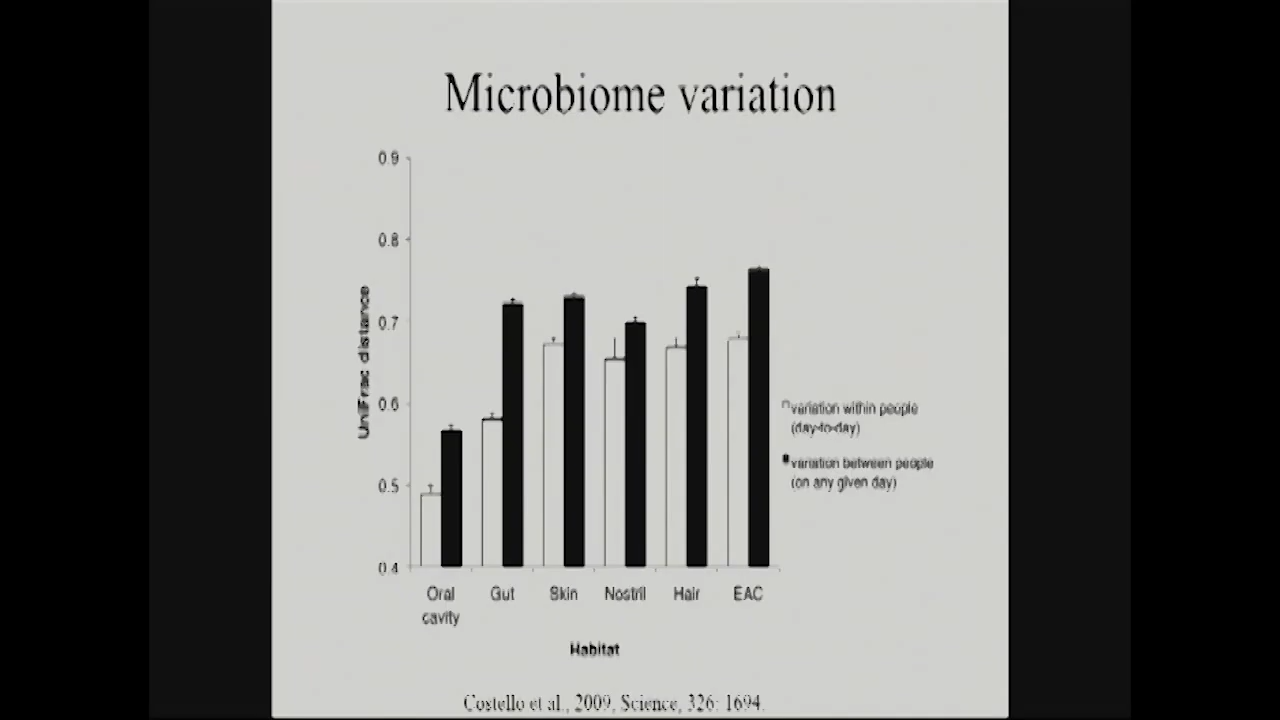 Microbiome variation
0.9
0.8
0.7
0.6
0.5
0.4
UniFrac distance
variation within people
(day-to-day)
variation between people
(on any given day)
Oral cavity
Gut
Skin
Nostril
Hair
EAC
Habitat
Costello et al., 2009, Science, 326: 1694.